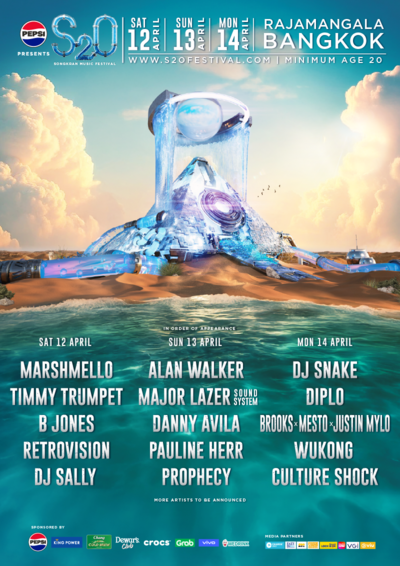 PEPSI
PRESENTS
S2O
SONGKRAN MUSIC FESTIVAL
SAT 12 APRIL
SUN 13 APRIL
MON 14 APRIL
RAJAMANGALA
BANGKOK
WWW.S2OFESTIVAL.COM | MINIMUM AGE 20
IN ORDER OF APPEARANCE
SAT 12 APRIL
MARSHMELLO
TIMMY TRUMPET
B JONES
RETROVISION
DJ SALLY
SUN 13 APRIL
ALAN WALKER
MAJOR LAZER SOUND SYSTEM
DANNY AVILA
PAULINE HERR
PROPHECY
MON 14 APRIL
DJ SNAKE
DIPLO
BROOKS × MESTO × JUSTIN MYLO
WUKONG
CULTURE SHOCK
MORE ARTISTS TO BE ANNOUNCED
SPONSORED BY
PEPSI
KING POWER
Chang
Dewar's
Club
crocs
Grab
vivo
MEDIA PARTNERS
VGI